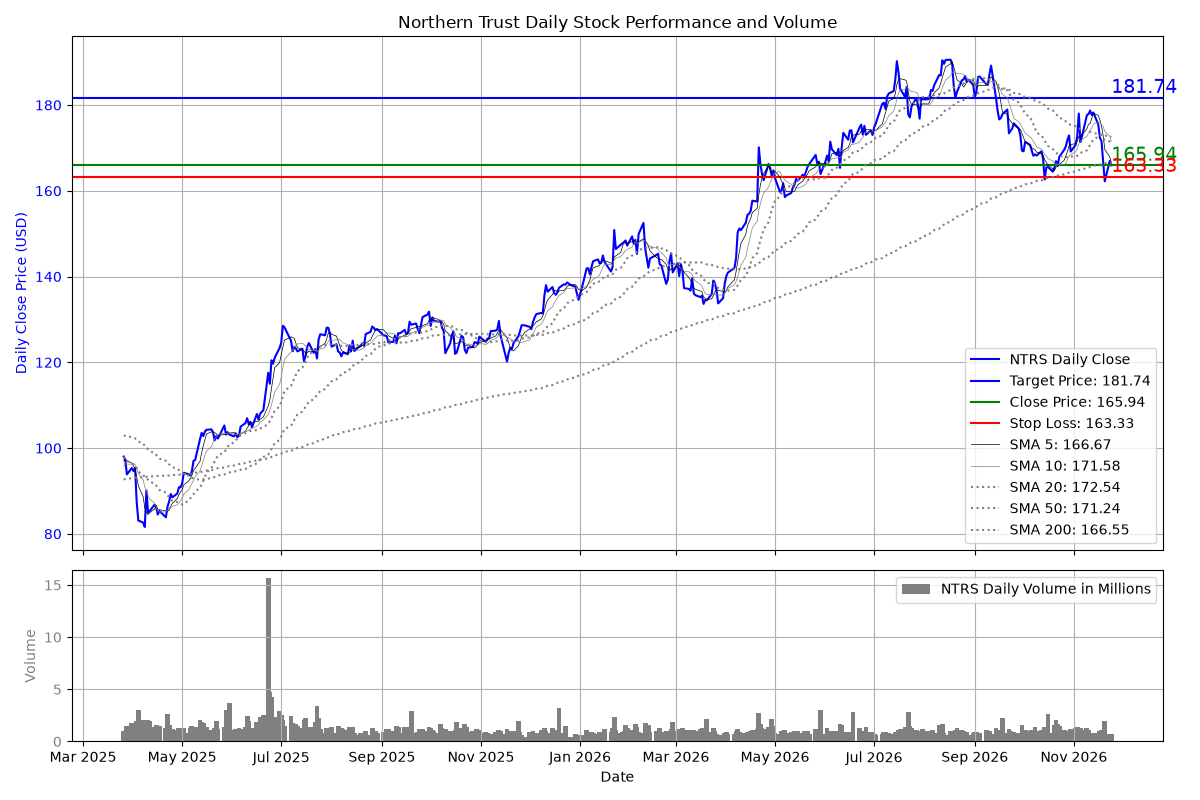 Northern Trust Daily Stock Performance and Volume
Daily Close Price (USD)
180
160
140
120
100
80
181.74
165.94
163.33
NTRS Daily Close
Target Price: 181.74
Close Price: 165.94
Stop Loss: 163.33
SMA 5: 166.67
SMA 10: 171.58
SMA 20: 172.54
SMA 50: 171.24
SMA 200: 166.55
Volume
15
10
5
0
NTRS Daily Volume in Millions
Mar 2025 May 2025 Jul 2025 Sep 2025 Nov 2025 Jan 2026 Mar 2026 May 2026 Jul 2026 Sep 2026 Nov 2026
Date